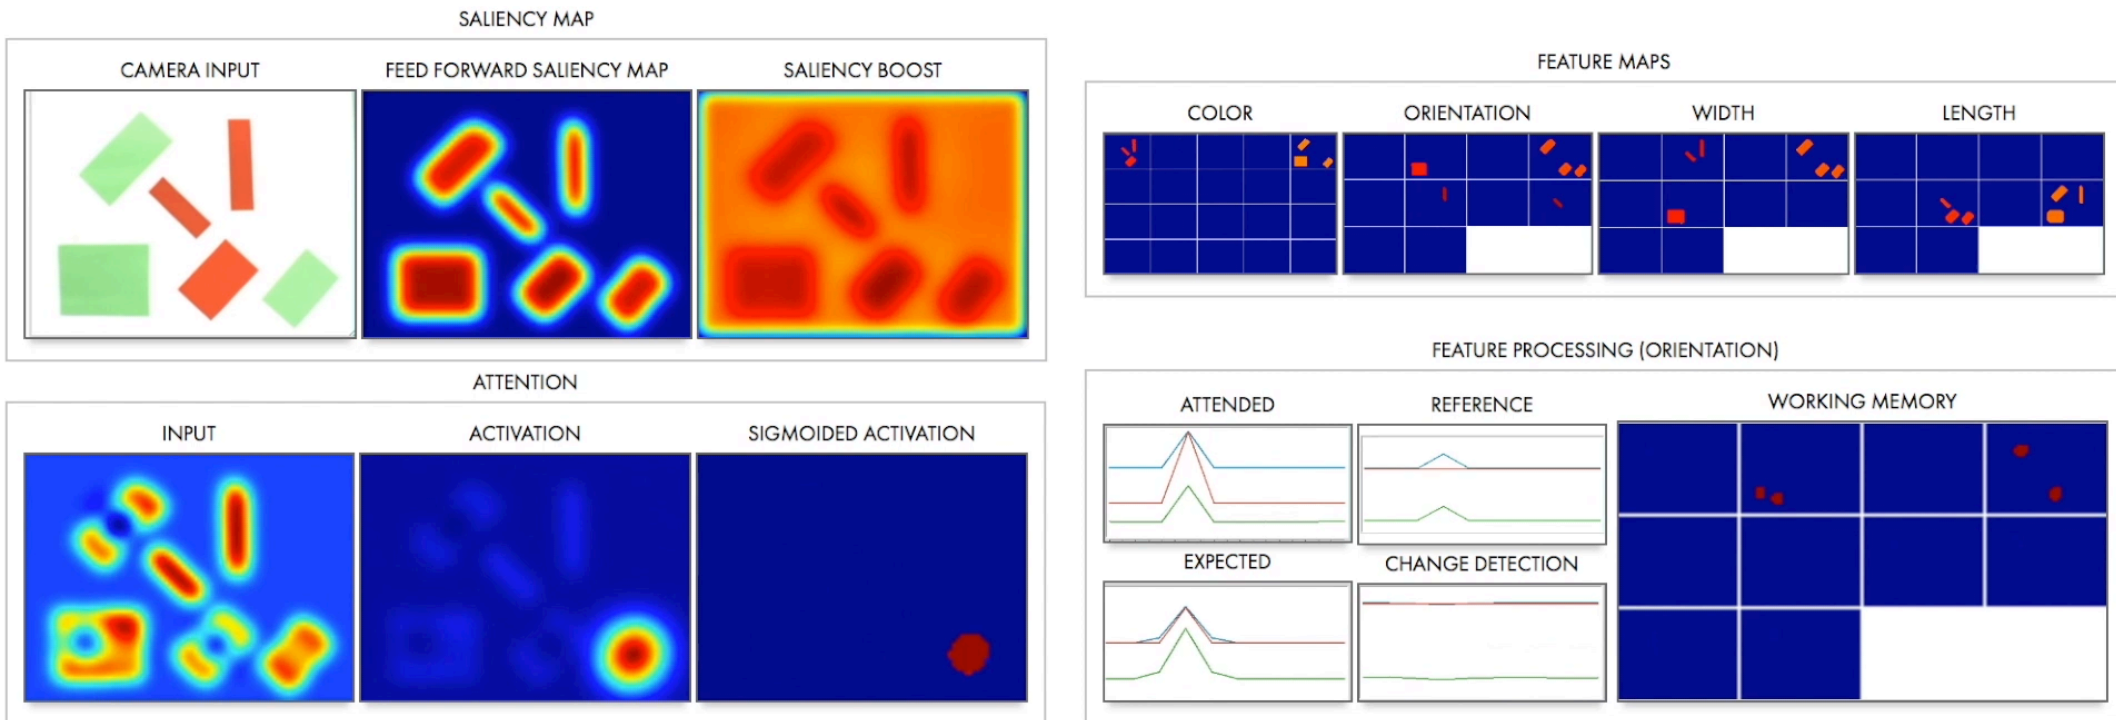 SALIENCY MAP
CAMERA INPUT
FEED FORWARD SALIENCY MAP
SALIENCY BOOST
ATTENTION
INPUT
ACTIVATION
SIGMOIDED ACTIVATION
FEATURE MAPS
COLOR
ORIENTATION
WIDTH
LENGTH
FEATURE PROCESSING (ORIENTATION)
ATTENDED
REFERENCE
WORKING MEMORY
EXPECTED
CHANGE DETECTION